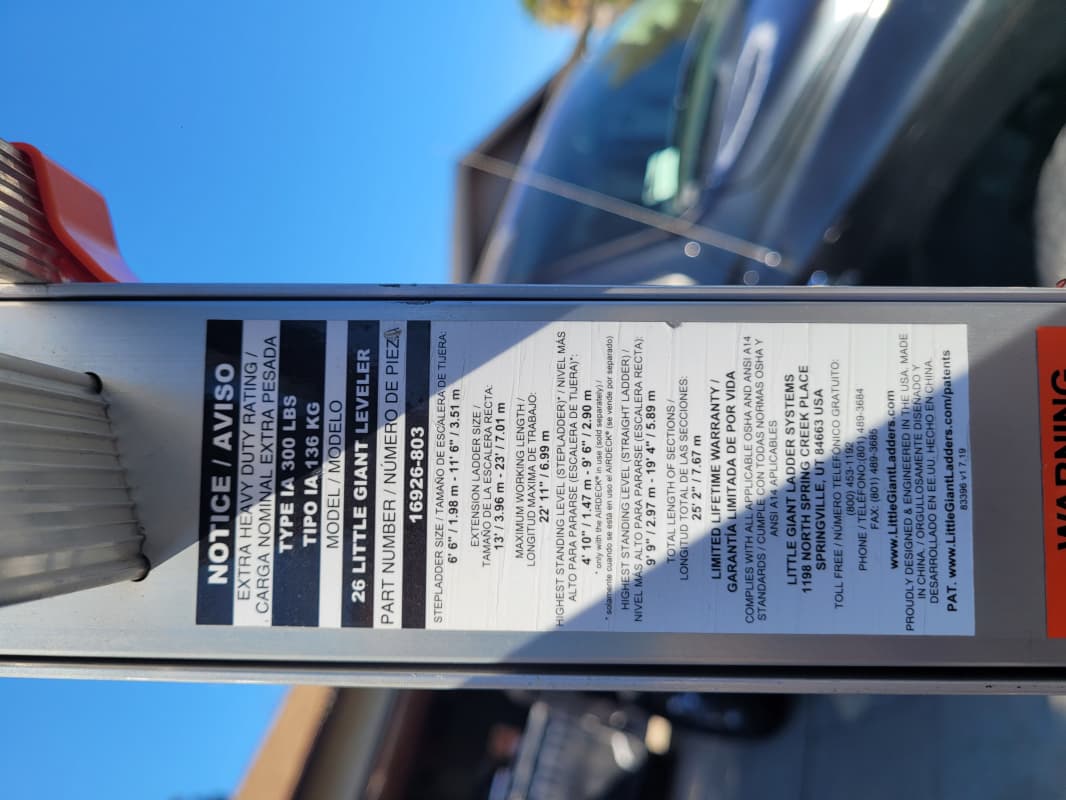 NOTICE / AVISO
EXTRA HEAVY DUTY RATING /
CARGA NOMINAL EXTRA PESADA
TYPE IA 300 LBS
TIPO IA 136 KG
MODEL / MODELO
26 LITTLE GIANT LEVELER
PART NUMBER / NÚMERO DE PIEZA
16926-803
STEPLADDER SIZE / TAMAÑO DE ESCALERA DE TIJERA:
6' 6" / 1.98 m - 11' 6" / 3.51 m
EXTENSION LADDER SIZE /
TAMAÑO DE LA ESCALERA RECTA:
13' / 3.96 m - 23' / 7.01 m
MAXIMUM WORKING LENGTH /
LONGITUD MÁXIMA DE TRABAJO:
22' 11" / 6.99 m
HIGHEST STANDING LEVEL (STEPLADDER)* / NIVEL MÁS
ALTO PARA PARARSE (ESCALERA DE TIJERA)*:
4' 10" / 1.47 m - 9' 6" / 2.90 m
* only with the AIRDECK® in use (sold separately) /
* solamente cuando se está en uso el AIRDECK® (se vende por separado)
HIGHEST STANDING LEVEL (STRAIGHT LADDER) /
NIVEL MÁS ALTO PARA PARARSE (ESCALERA RECTA):
9' 9" / 2.97 m - 19' 4" / 5.89 m
TOTAL LENGTH OF SECTIONS /
LONGITUD TOTAL DE LAS SECCIONES:
25' 2" / 7.67 m
LIMITED LIFETIME WARRANTY /
GARANTÍA LIMITADA DE POR VIDA
COMPLIES WITH ALL APPLICABLE OSHA AND ANSI A14
STANDARDS / CUMPLE CON TODAS NORMAS OSHA Y
ANSI A14 APLICABLES
LITTLE GIANT LADDER SYSTEMS
1198 NORTH SPRING CREEK PLACE
SPRINGVILLE, UT 84663 USA
TOLL FREE / NÚMERO TELEFÓNICO GRATUITO:
(800) 453-1192
PHONE / TELÉFONO: (801) 489-3684
FAX: (801) 489-3685
www.LittleGiantLadders.com
PROUDLY DESIGNED & ENGINEERED IN THE USA. MADE
IN CHINA. / ORGULLOSAMENTE DISEÑADO Y
DESARROLLADO EN EE.UU. HECHO EN CHINA.
PAT. www.LittleGiantLadders.com/patents
83396 v1 7.19
WARNING